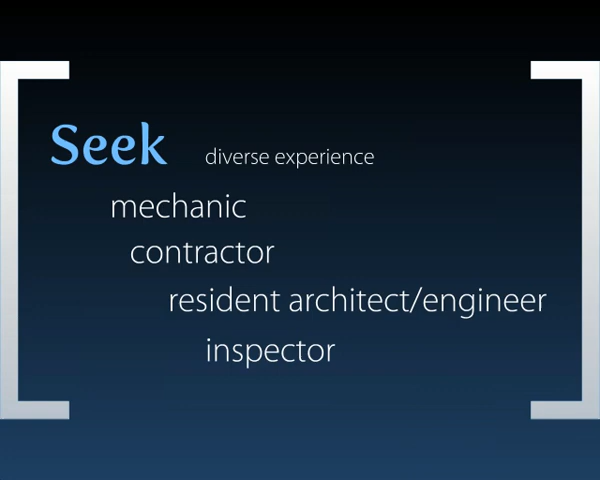 Seek diverse experience
mechanic
contractor
resident architect/engineer
inspector